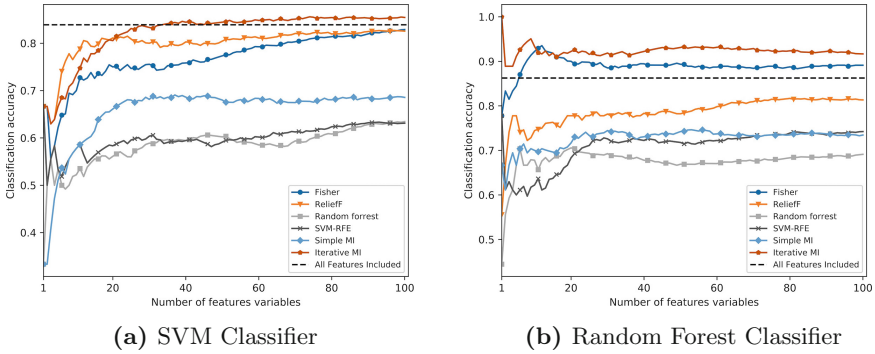 0.8
0.7
0.6
0.5
0.4
Classification accuracy
1
20
40
60
80
100
Number of features variables
Fisher
ReliefF
Random forrest
SVM-RFE
Simple MI
Iterative MI
All Features Included
(a) SVM Classifier
1.0
0.9
0.8
0.7
0.6
0.5
Classification accuracy
1
20
40
60
80
100
Number of features variables
Fisher
ReliefF
Random forrest
SVM-RFE
Simple MI
Iterative MI
All Features Included
(b) Random Forest Classifier